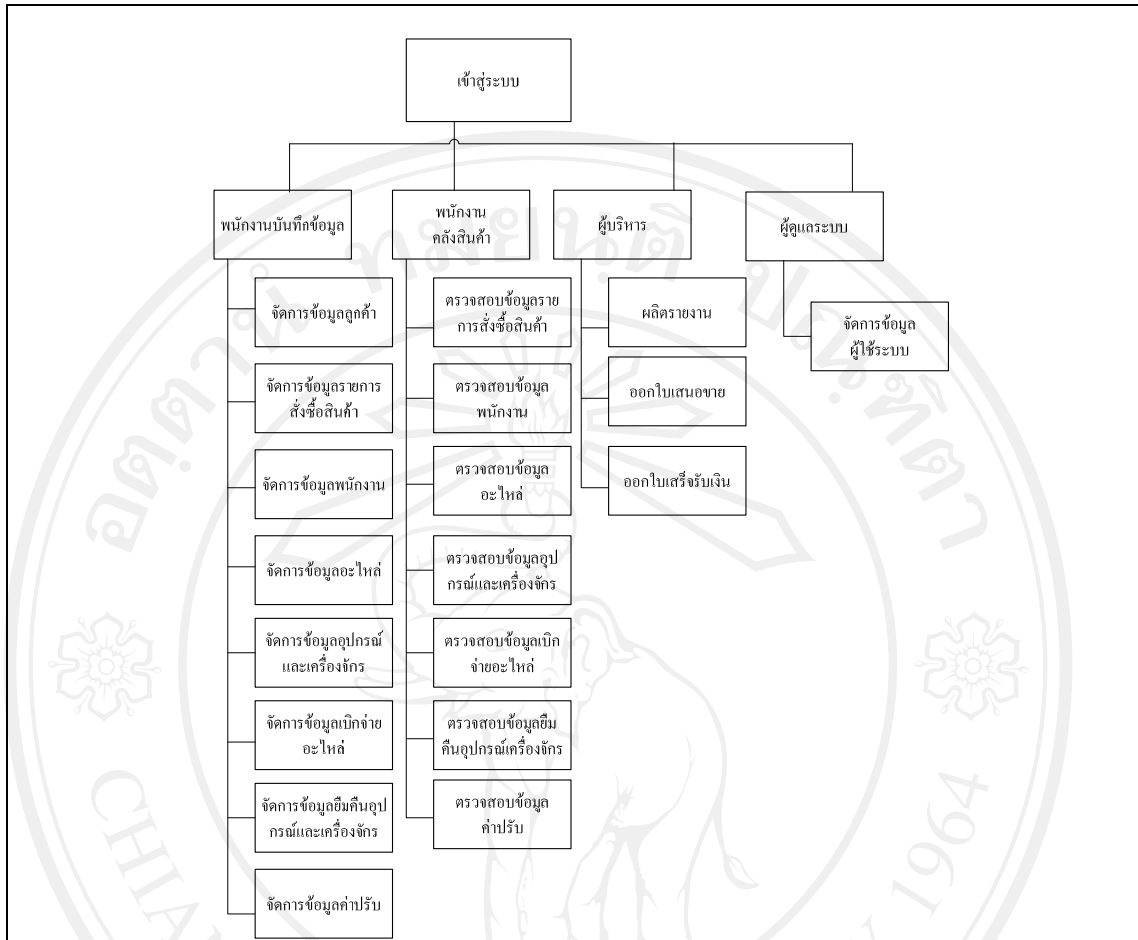 เข้าสู่ระบบ
พนักงานบันทึกข้อมูล
พนักงาน
คลังสินค้า
ผู้บริหาร
ผู้ดูแลระบบ
จัดการข้อมูลลูกค้า
จัดการข้อมูลรายการ
สั่งซื้อสินค้า
จัดการข้อมูลพนักงาน
จัดการข้อมูลอะไหล่
จัดการข้อมูลอุปกรณ์
และเครื่องจักร
จัดการข้อมูลเบิกจ่าย
อะไหล่
จัดการข้อมูลยืมคืนอุป
กรณ์และเครื่องจักร
จัดการข้อมูลค่าปรับ
ตรวจสอบข้อมูลราย
การสั่งซื้อสินค้า
ตรวจสอบข้อมูล
พนักงาน
ตรวจสอบข้อมูล
อะไหล่
ตรวจสอบข้อมูลอุป
กรณ์และเครื่องจักร
ตรวจสอบข้อมูลเบิก
จ่ายอะไหล่
ตรวจสอบข้อมูลยืม
คืนอุปกรณ์เครื่องจักร
ตรวจสอบข้อมูล
ค่าปรับ
ผลิตรายงาน
ออกใบเสนอขาย
ออกใบเสร็จรับเงิน
จัดการข้อมูล
ผู้ใช้ระบบ
อตฺตานํ ทมยนฺติ ปณฺฑิตา
1964